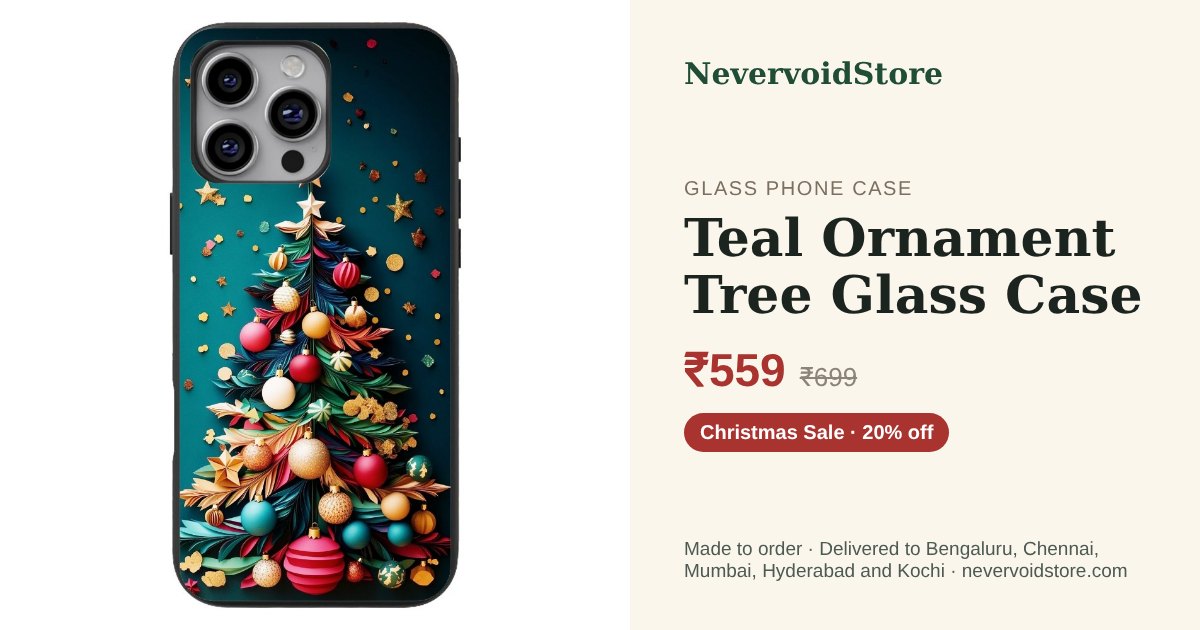 NevervoidStore
GLASS PHONE CASE
Teal Ornament
Tree Glass Case
₹559 ₹699
Christmas Sale · 20% off
Made to order · Delivered to Bengaluru, Chennai,
Mumbai, Hyderabad and Kochi · nevervoidstore.com